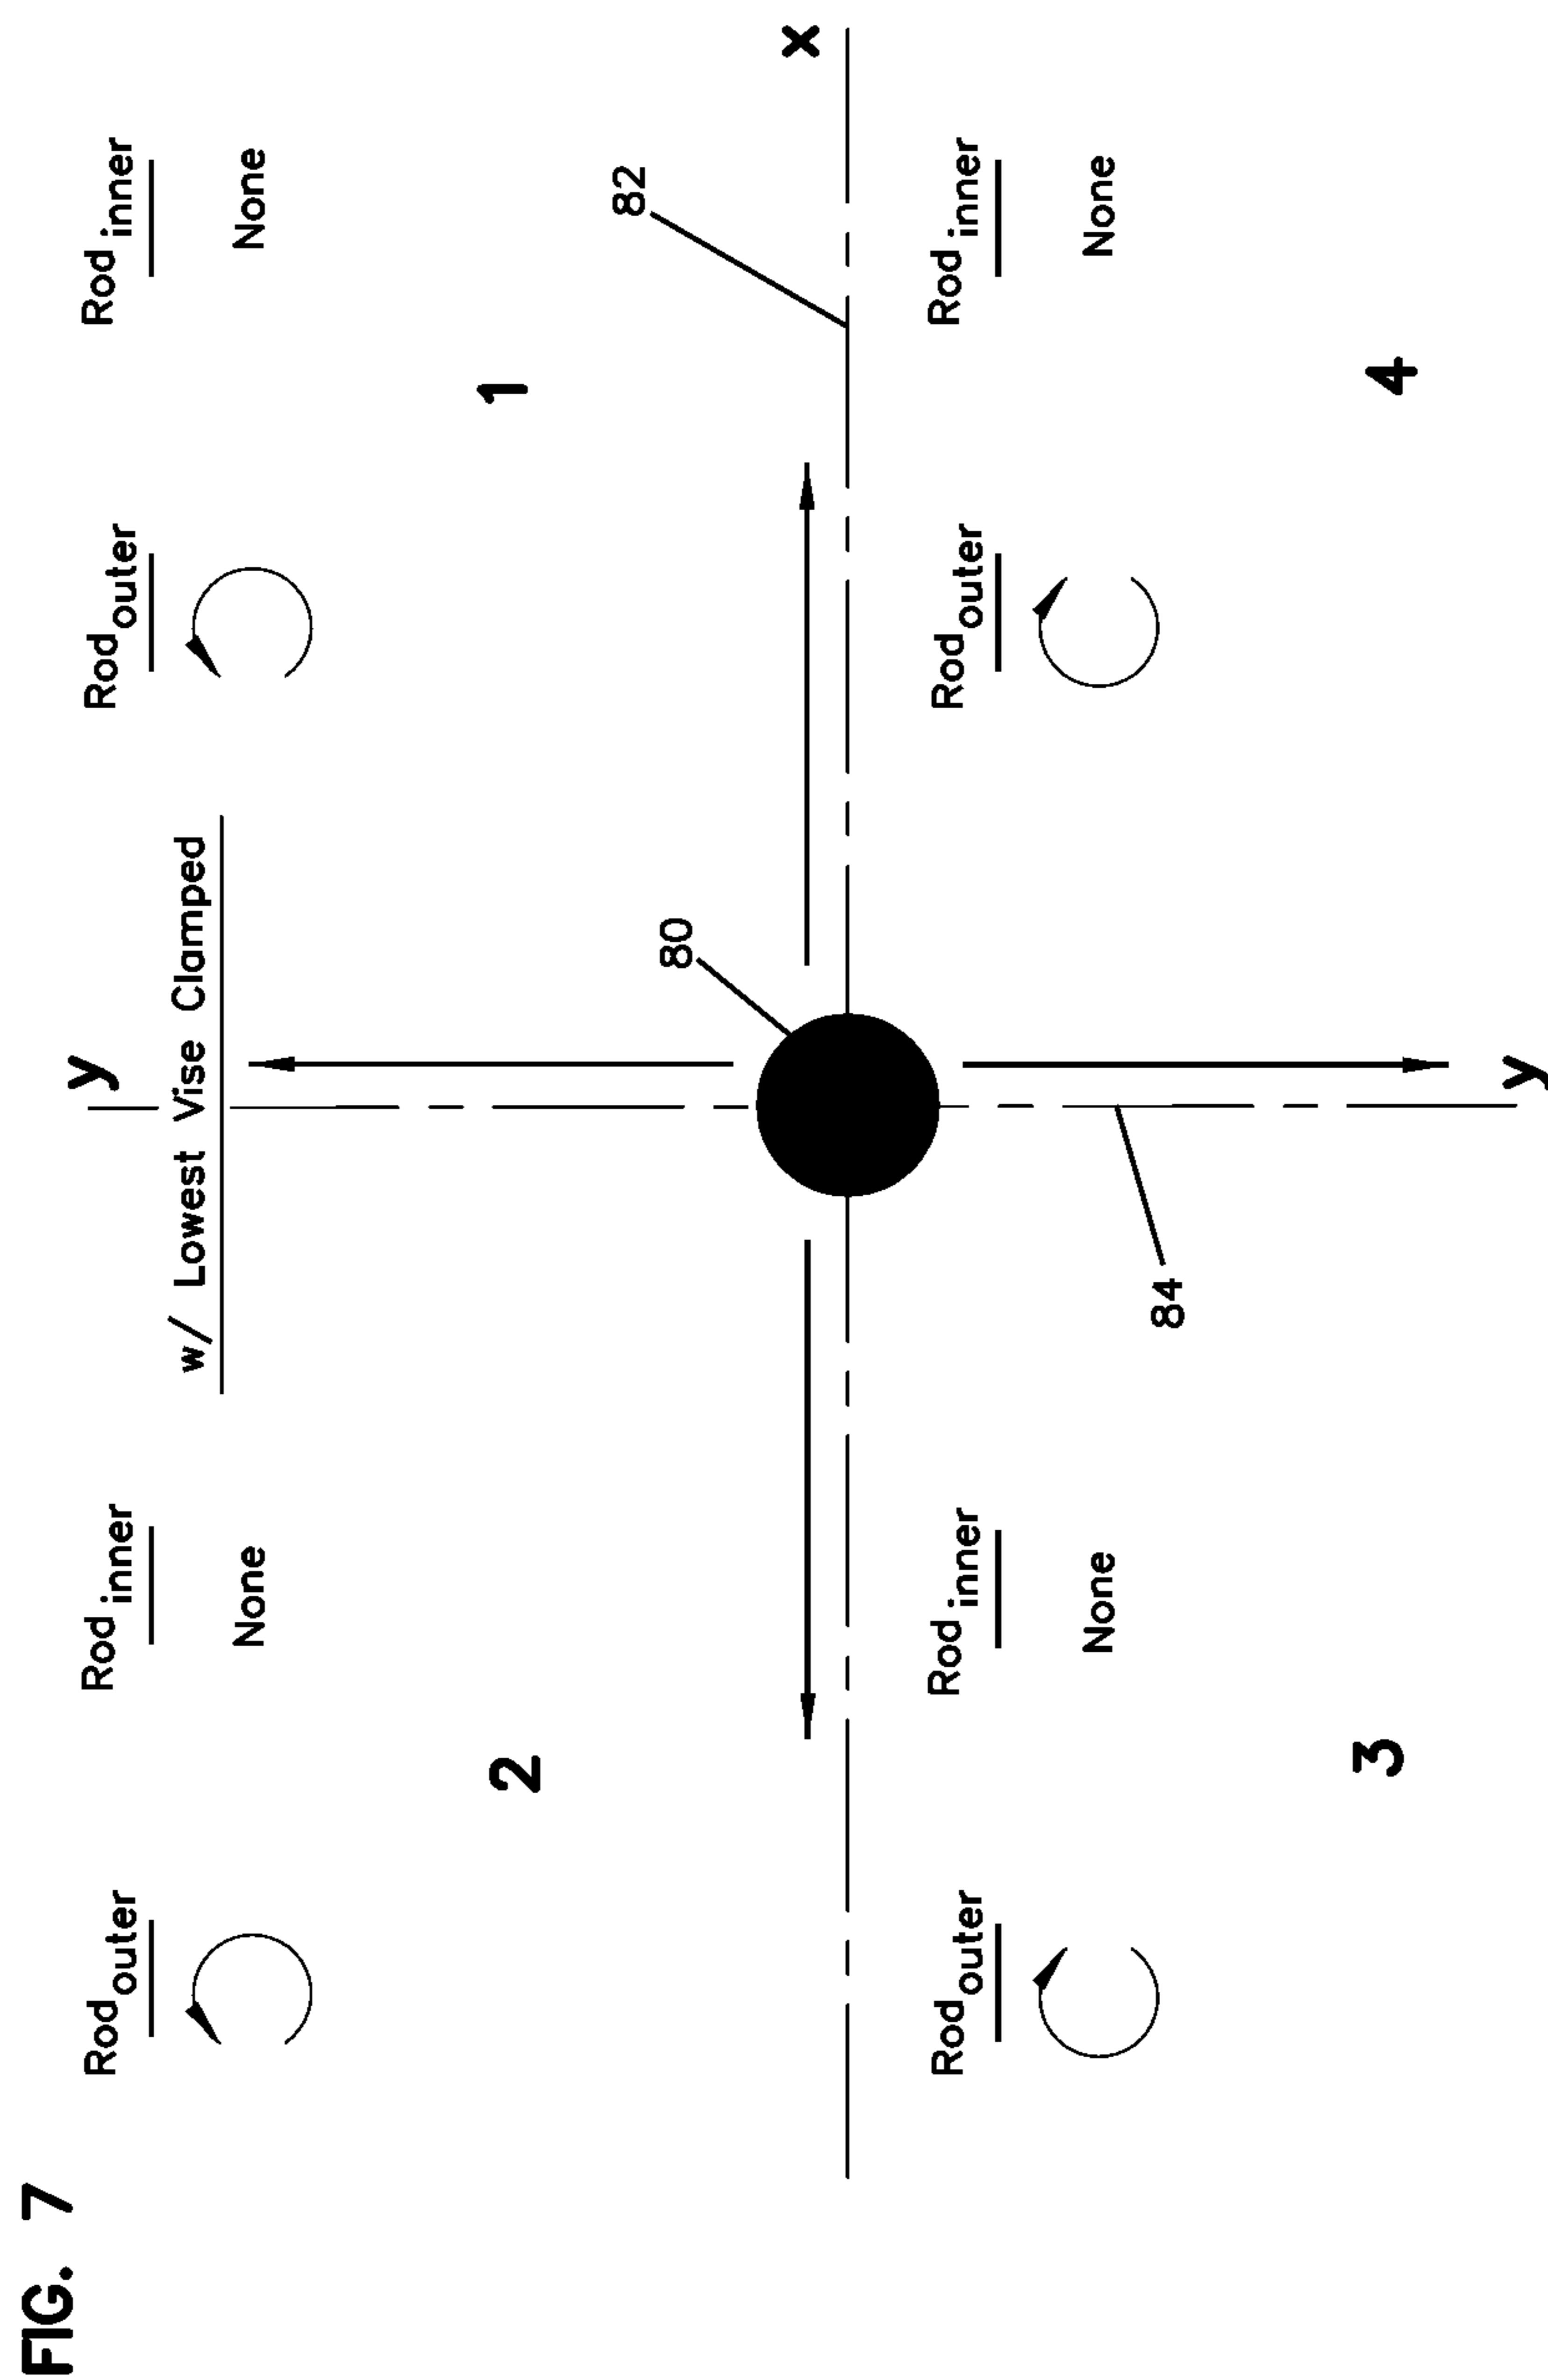 FIG. 7
y
w/ Lowest Vise Clamped
Rod outer
Rod inner
None
2
Rod outer
Rod inner
None
1
80
82
x
Rod outer
Rod inner
None
3
84
Rod outer
Rod inner
None
4
y